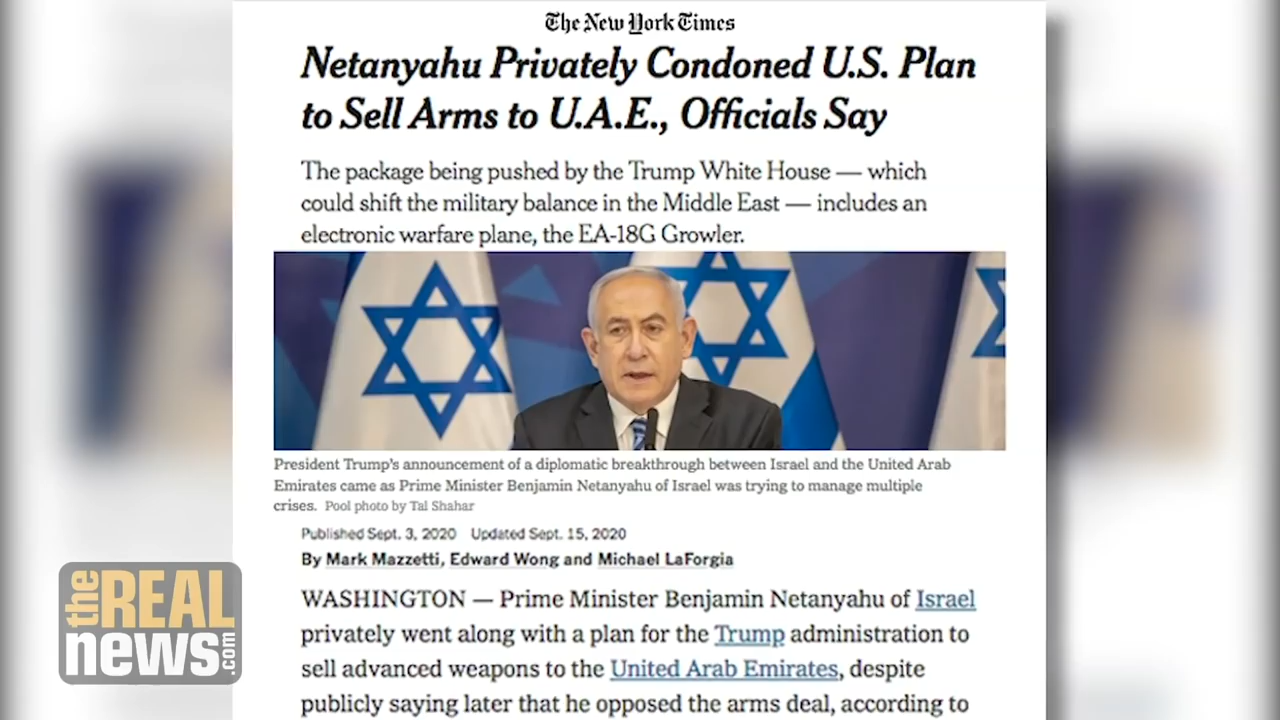 The New York Times
Netanyahu Privately Condoned U.S. Plan
to Sell Arms to U.A.E., Officials Say
The package being pushed by the Trump White House — which
could shift the military balance in the Middle East — includes an
electronic warfare plane, the EA-18G Growler.
President Trump's announcement of a diplomatic breakthrough between Israel and the United Arab
Emirates came as Prime Minister Benjamin Netanyahu of Israel was trying to manage multiple
crises. Pool photo by Tal Shahar
Published Sept. 3, 2020 Updated Sept. 15, 2020
By Mark Mazzetti, Edward Wong and Michael LaForgia
WASHINGTON — Prime Minister Benjamin Netanyahu of Israel
privately went along with a plan for the Trump administration to
sell advanced weapons to the United Arab Emirates, despite
publicly saying later that he opposed the arms deal, according to
the REAL
news.com